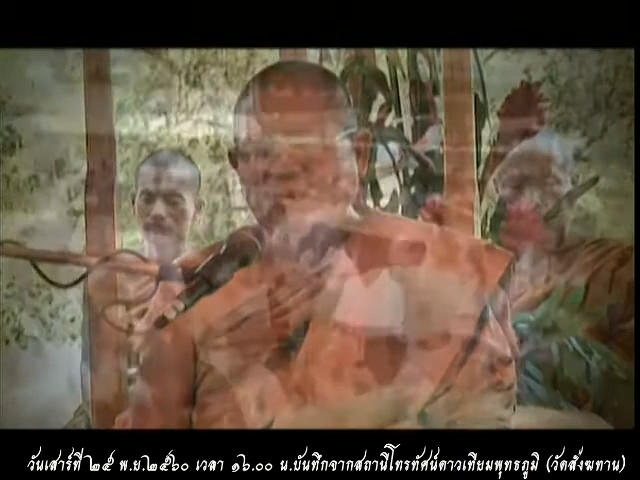 วันเสาร์ที่ ๒๕ พ.ย.๒๕๖๐ เวลา ๑๖.๐๐ น.บันทึกจากสถานีโทรทัศน์ดาวเทียมพุทธภูมิ (วัดสังฆทาน)